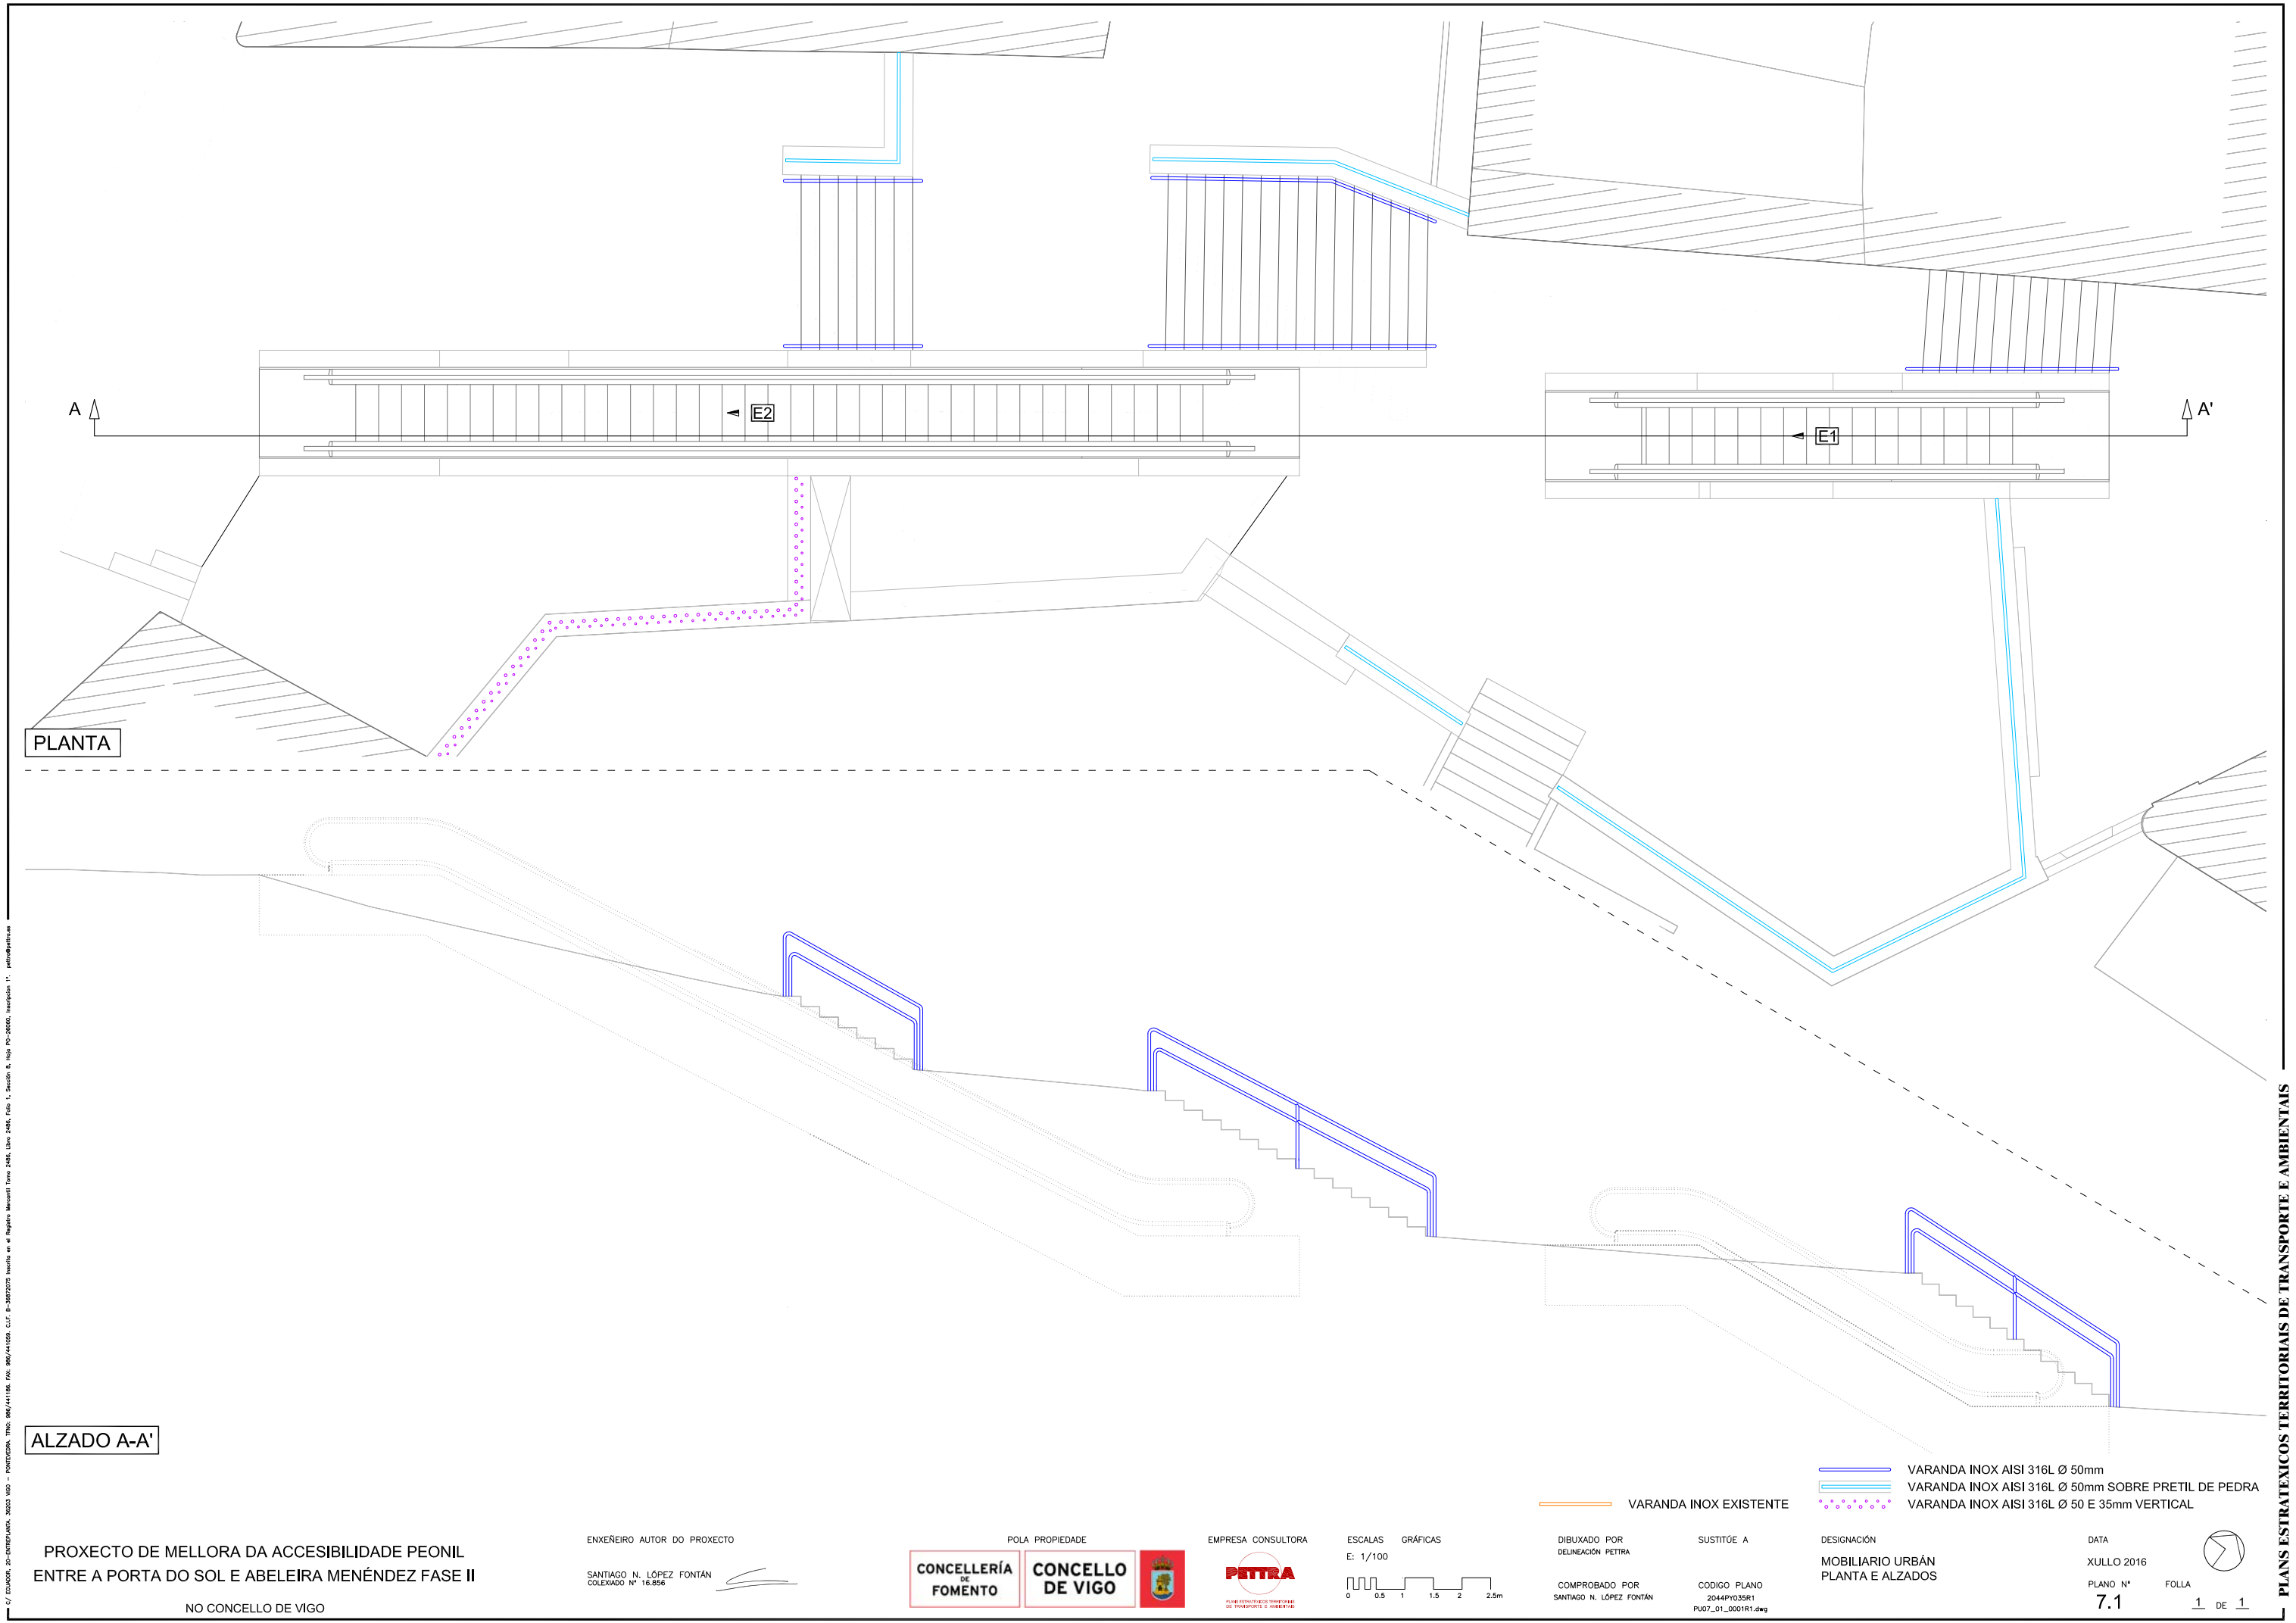 A
E2
E1
A'
PLANTA
ALZADO A-A'
VARANDA INOX AISI 316L Ø 50mm
VARANDA INOX AISI 316L Ø 50mm SOBRE PRETIL DE PEDRA
VARANDA INOX EXISTENTE
VARANDA INOX AISI 316L Ø 50 E 35mm VERTICAL
PROXECTO DE MELLORA DA ACCESIBILIDADE PEONIL
ENTRE A PORTA DO SOL E ABELEIRA MENÉNDEZ FASE II
NO CONCELLO DE VIGO
ENXEÑEIRO AUTOR DO PROXECTO
SANTIAGO N. LÓPEZ FONTÁN
COLEXIADO Nº 16.856
POLA PROPIEDADE
CONCELLERÍA
DE
FOMENTO
CONCELLO
DE VIGO
EMPRESA CONSULTORA
PETTRA
PLANS ESTRATÉXICOS TERRITORIAIS
DE TRANSPORTE E AMBIENTAIS
ESCALAS GRÁFICAS
E: 1/100
0 0.5 1 1.5 2 2.5m
DIBUXADO POR
DELINEACIÓN PETTRA
COMPROBADO POR
SANTIAGO N. LÓPEZ FONTÁN
SUSTITÚE A
CODIGO PLANO
2044PY035R1
PU07_01_0001R1.dwg
DESIGNACIÓN
MOBILIARIO URBÁN
PLANTA E ALZADOS
DATA
XULLO 2016
PLANO Nº
7.1
FOLLA
1 DE 1
PLANS ESTRATEXICOS TERRITORIAIS DE TRANSPORTE E AMBIENTAIS